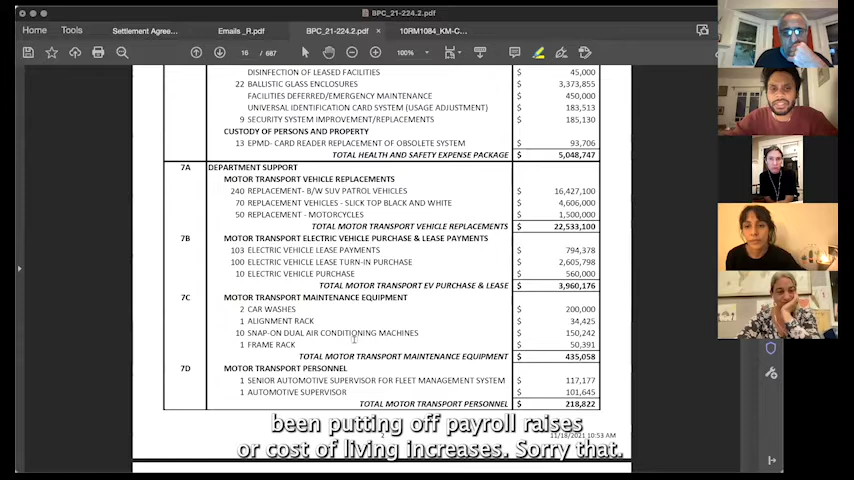 BPC_21-224.2.pdf
Home Tools Settlement Agree... Emails _R.pdf BPC_21-224.2.pdf × 10RM1084_KM-C...
16 / 687 100%
DISINFECTION OF LEASED FACILITIES $ 45,000
22 BALLISTIC GLASS ENCLOSURES $ 3,373,855
FACILITIES DEFERRED/EMERGENCY MAINTENANCE $ 450,000
UNIVERSAL IDENTIFICATION CARD SYSTEM (USAGE ADJUSTMENT) $ 183,513
9 SECURITY SYSTEM IMPROVEMENT/REPLACEMENTS $ 185,130
CUSTODY OF PERSONS AND PROPERTY
13 EPMD- CARD READER REPLACEMENT OF OBSOLETE SYSTEM $ 93,706
TOTAL HEALTH AND SAFETY EXPENSE PACKAGE $ 5,048,747
7A DEPARTMENT SUPPORT
MOTOR TRANSPORT VEHICLE REPLACEMENTS
240 REPLACEMENT- B/W SUV PATROL VEHICLES $ 16,427,100
70 REPLACEMENT VEHICLES - SLICK TOP BLACK AND WHITE $ 4,606,000
50 REPLACEMENT - MOTORCYCLES $ 1,500,000
TOTAL MOTOR TRANSPORT VEHICLE REPLACEMENTS $ 22,533,100
7B MOTOR TRANSPORT ELECTRIC VEHICLE PURCHASE & LEASE PAYMENTS
103 ELECTRIC VEHICLE LEASE PAYMENTS $ 794,378
100 ELECTRIC VEHICLE LEASE TURN-IN PURCHASE $ 2,605,798
10 ELECTRIC VEHICLE PURCHASE $ 560,000
TOTAL MOTOR TRANSPORT EV PURCHASE & LEASE $ 3,960,176
7C MOTOR TRANSPORT MAINTENANCE EQUIPMENT
2 CAR WASHES $ 200,000
1 ALIGNMENT RACK $ 34,425
10 SNAP-ON DUAL AIR CONDITIONING MACHINES $ 150,242
1 FRAME RACK $ 50,391
TOTAL MOTOR TRANSPORT MAINTENANCE EQUIPMENT $ 435,058
7D MOTOR TRANSPORT PERSONNEL
1 SENIOR AUTOMOTIVE SUPERVISOR FOR FLEET MANAGEMENT SYSTEM $ 117,177
1 AUTOMOTIVE SUPERVISOR $ 101,645
TOTAL MOTOR TRANSPORT PERSONNEL $ 218,822
been putting off payroll raises
or cost of living increases. Sorry that.
11/18/2021 10:53 AM